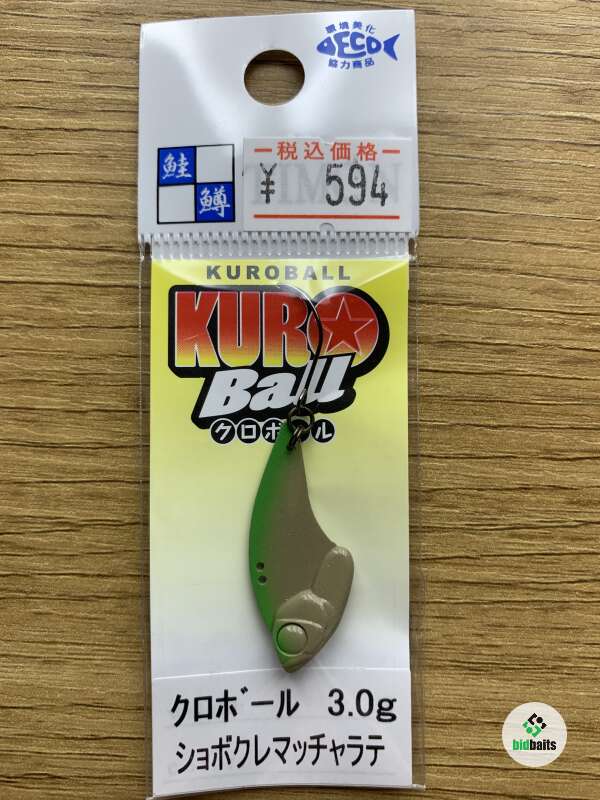 環境美化
DECO
協力商品
鮭
鱒
ー税込価格ー
¥ 594
KUROBALL
KURO
Ball
クロボール
クロボール 3.0g
ショボクレマッチャラテ
bidbaits